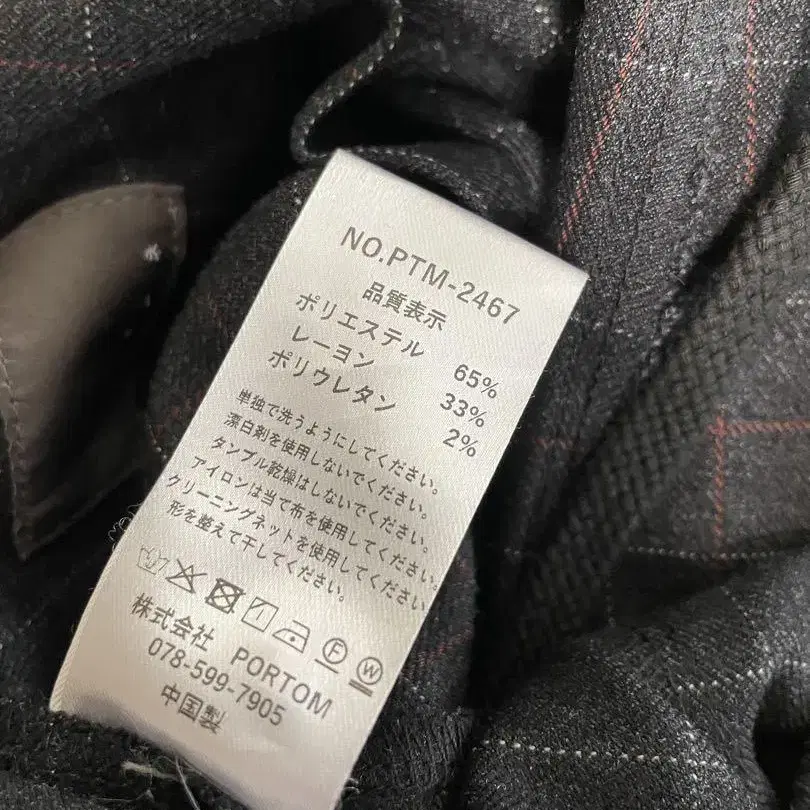 NO.PTM-2467
品質表示
ポリエステル 65%
レーヨン 33%
ポリウレタン 2%
単独で洗うようにしてください。
漂白剤を使用しないでください。
タンブル乾燥はしないでください。
アイロンは当て布を使用してください。
クリーニングネットを使用してください。
形を整えて干してください。
P W
株式会社 PORTOM
078-599-7905
中国製